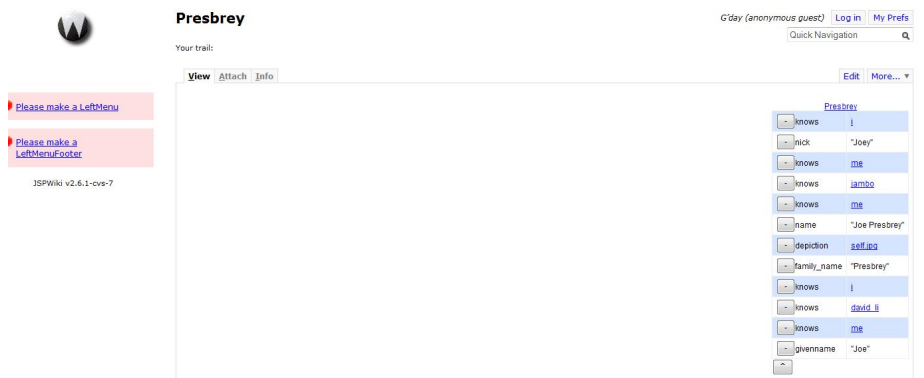 Presbrey
G'day (anonymous guest) Log in My Prefs
Quick Navigation
Your trail:
View Attach Info
Edit More... ▼
Please make a LeftMenu
Please make a
LeftMenuFooter
JSPWiki v2.6.1-cvs-7
Presbrey
- knows i
- nick "Joey"
- knows me
- knows iambo
- knows me
- name "Joe Presbrey"
- depiction self.jpg
- family_name "Presbrey"
- knows i
- knows david_li
- knows me
- givenname "Joe"
^